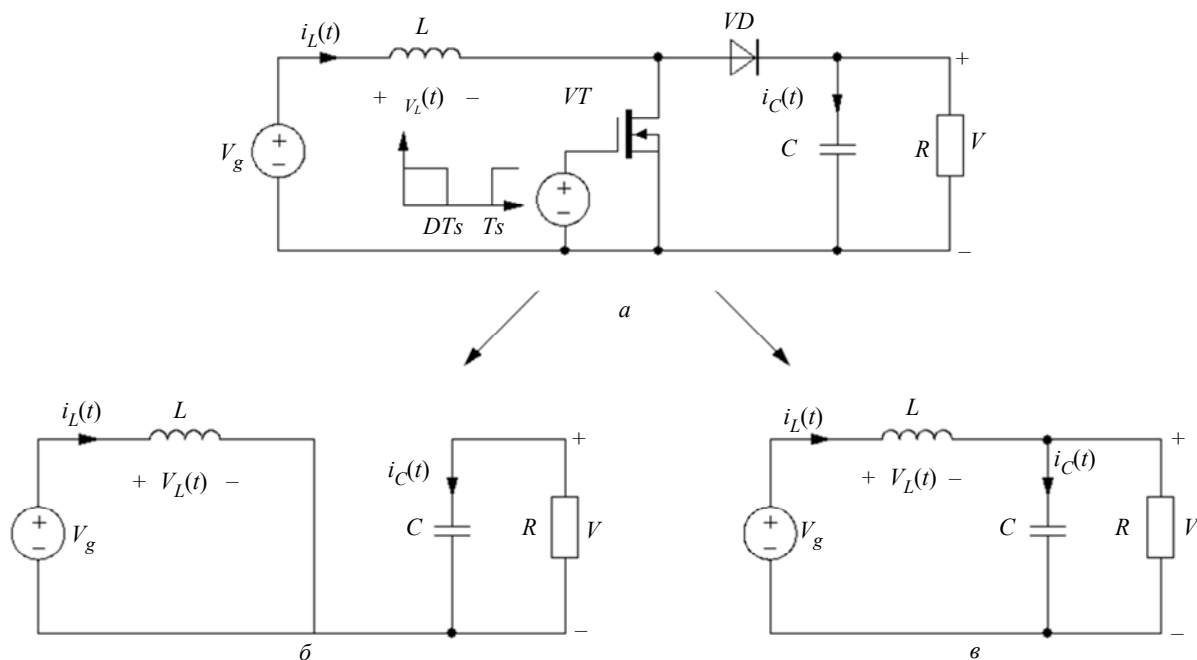 i_L(t) L VD
+ V_L(t) – VT i_C(t) +
V_g + – C R V
DTs Ts + –
–
а
i_L(t) L
+ V_L(t) – i_C(t) +
+ – V_g C R V
–
б
i_L(t) L
+ V_L(t) – i_C(t) +
+ – V_g C R V
–
в